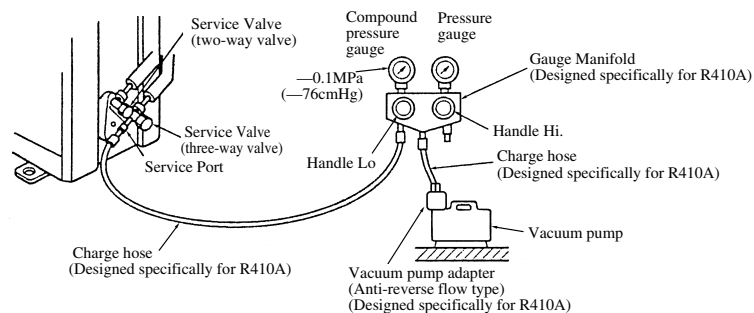 Service Valve
(two-way valve)
Compound
pressure
gauge
Pressure
gauge
—0.1MPa
(—76cmHg)
Gauge Manifold
(Designed specifically for R410A)
Service Valve
(three-way valve)
Service Port
Handle Lo
Handle Hi.
Charge hose
(Designed specifically for R410A)
Charge hose
(Designed specifically for R410A)
Vacuum pump
Vacuum pump adapter
(Anti-reverse flow type)
(Designed specifically for R410A)